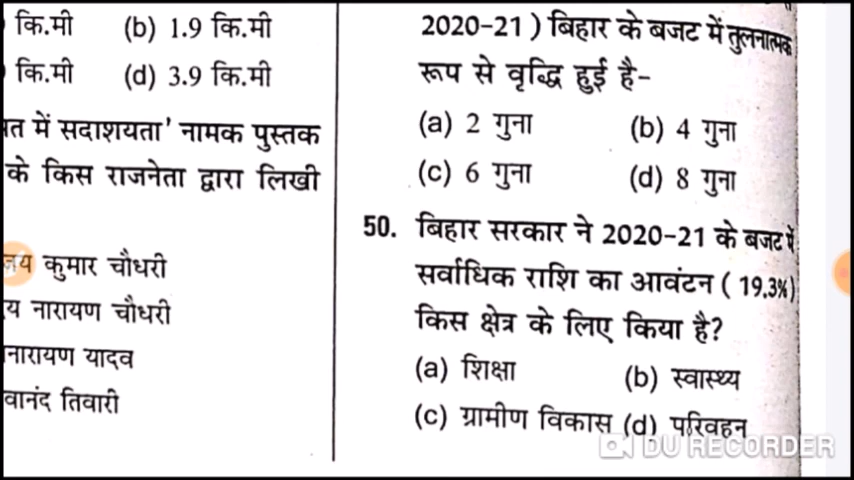 कि.मी (b) 1.9 कि.मी
कि.मी (d) 3.9 कि.मी
में सदाशयता' नामक पुस्तक
के किस राजनेता द्वारा लिखी
कुमार चौधरी
नारायण चौधरी
नारायण यादव
तिवारी
2020-21 ) बिहार के बजट में तुलनात्मक
रूप से वृद्धि हुई है-
(a) 2 गुना (b) 4 गुना
(c) 6 गुना (d) 8 गुना
50. बिहार सरकार ने 2020-21 के बजट में
सर्वाधिक राशि का आवंटन ( 19.3%)
किस क्षेत्र के लिए किया है?
(a) शिक्षा (b) स्वास्थ्य
(c) ग्रामीण विकास (d) परिवहन
DU RECORDER